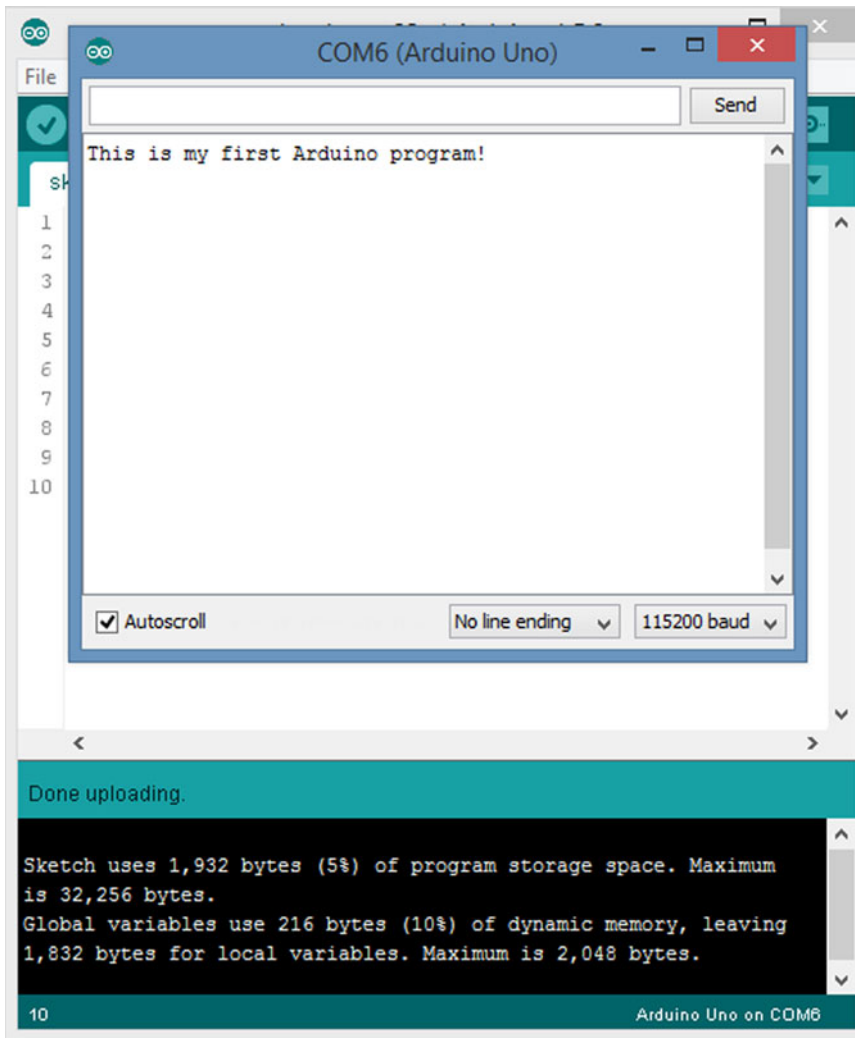 COM6 (Arduino Uno)
File
Send
This is my first Arduino program!
sk
1
2
3
4
5
6
7
8
9
10
Autoscroll
No line ending
115200 baud
Done uploading.
Sketch uses 1,932 bytes (5%) of program storage space. Maximum
is 32,256 bytes.
Global variables use 216 bytes (10%) of dynamic memory, leaving
1,832 bytes for local variables. Maximum is 2,048 bytes.
10
Arduino Uno on COM6